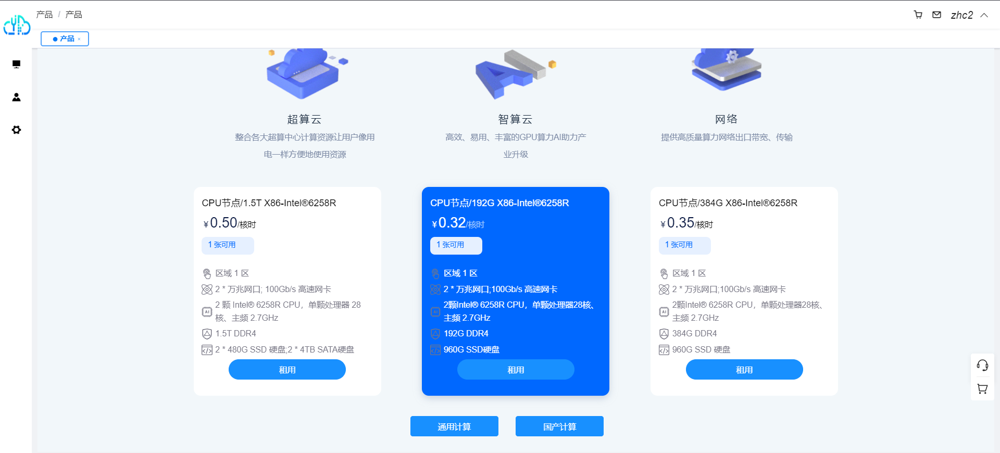 产品 / 产品
zhc2
产品 ×
超算云
整合各大超算中心计算资源让用户像用
电一样方便地使用资源
智算云
高效、易用、丰富的GPU算力AI助力产
业升级
网络
提供高质量算力网络出口带宽、传输
CPU节点/1.5T X86-Intel®6258R
¥0.50/核时
1 张可用
区域 1 区
2 * 万兆网口; 100Gb/s 高速网卡
2 颗 Intel® 6258R CPU，单颗处理器 28
核、主频 2.7GHz
1.5T DDR4
2 * 480G SSD 硬盘;2 * 4TB SATA硬盘
租用
CPU节点/192G X86-Intel®6258R
¥0.32/核时
1 张可用
区域 1 区
2 * 万兆网口;100Gb/s 高速网卡
2颗Intel® 6258R CPU，单颗处理器28核、
主频 2.7GHz
192G DDR4
960G SSD硬盘
租用
CPU节点/384G X86-Intel®6258R
¥0.35/核时
1 张可用
区域 1 区
2 * 万兆网口;100Gb/s 高速网卡
2颗Intel® 6258R CPU，单颗处理器28核、
主频 2.7GHz
384G DDR4
960G SSD 硬盘
租用
通用计算
国产计算